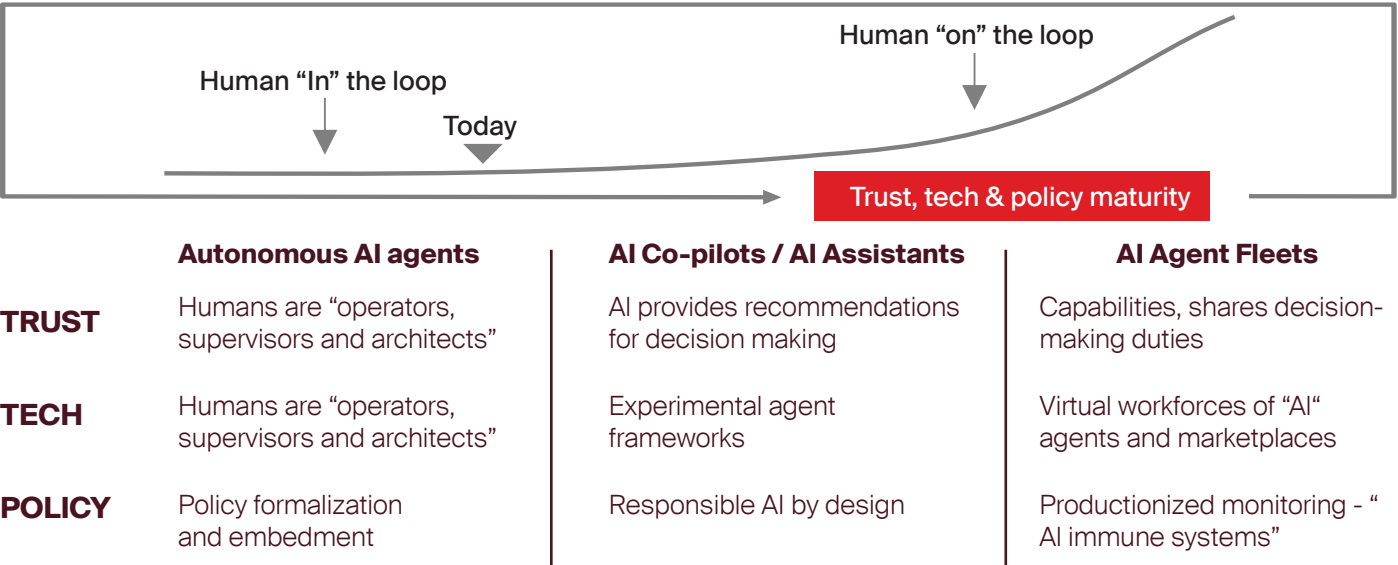 Human “on” the loop
Human “In” the loop
Today
Trust, tech & policy maturity
Autonomous AI agents
AI Co-pilots / AI Assistants
AI Agent Fleets
TRUST
Humans are “operators,
supervisors and architects”
AI provides recommendations
for decision making
Capabilities, shares decision-
making duties
TECH
Humans are “operators,
supervisors and architects”
Experimental agent
frameworks
Virtual workforces of “AI“
agents and marketplaces
POLICY
Policy formalization
and embedment
Responsible AI by design
Productionized monitoring - “
AI immune systems”